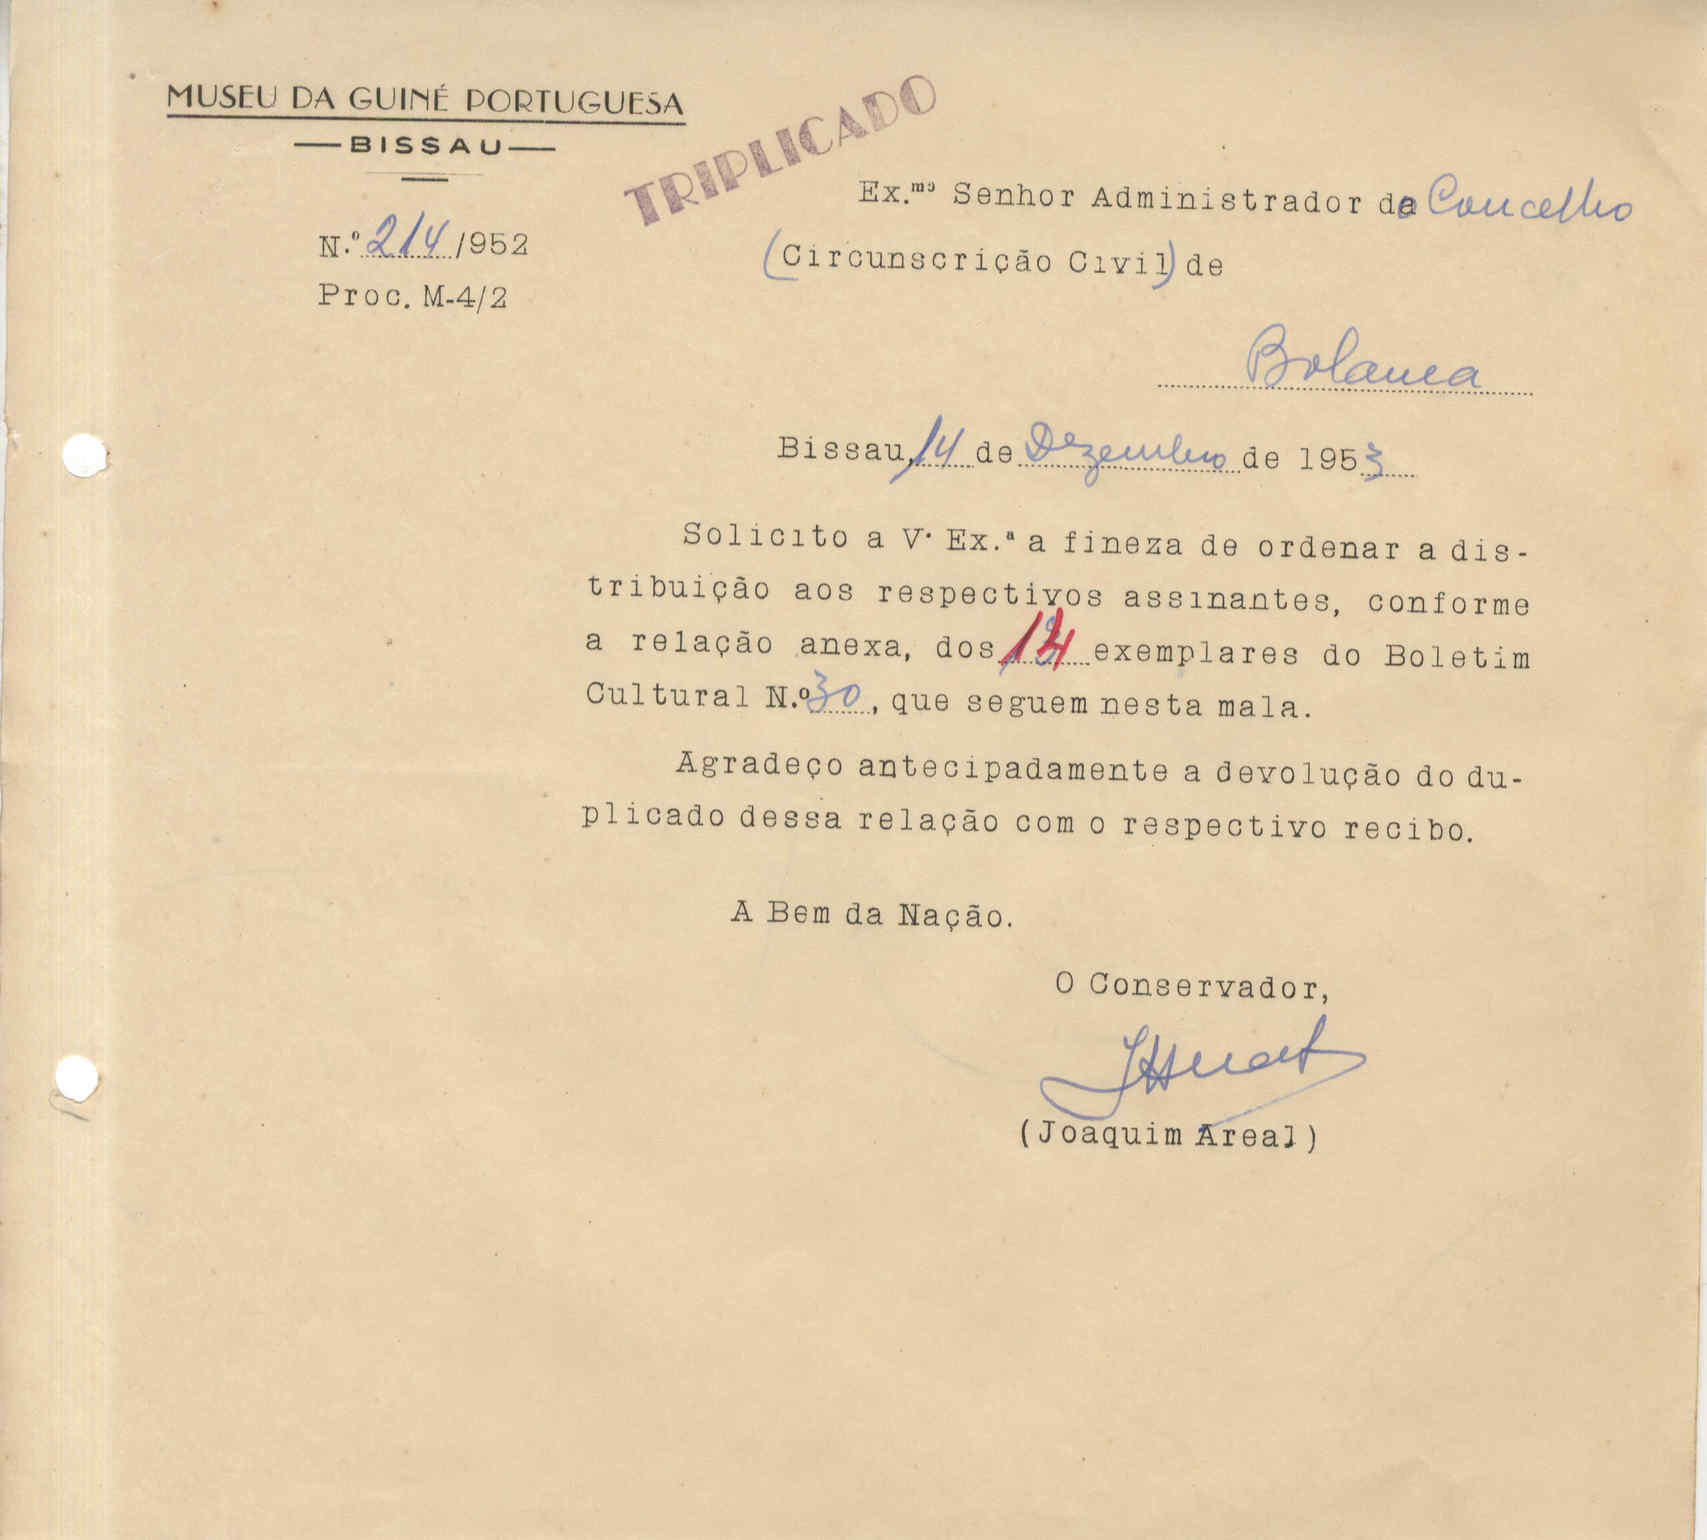 MUSEU DA GUINÉ PORTUGUESA
—BISSAU—
TRIPLICADO
N.º 214/952
Proc. M-4/2
Ex.mo Senhor Administrador do Concelho
(Circunscrição Civil) de
Bolama
Bissau, 14 de Dezembro de 1953
Solicito a V. Ex.ª a fineza de ordenar a dis-
tribuição aos respectivos assinantes, conforme
a relação anexa, dos 14 exemplares do Boletim
Cultural N.º 30, que seguem nesta mala.
Agradeço antecipadamente a devolução do du-
plicado dessa relação com o respectivo recibo.
A Bem da Nação.
O Conservador,
(Joaquim Areal)